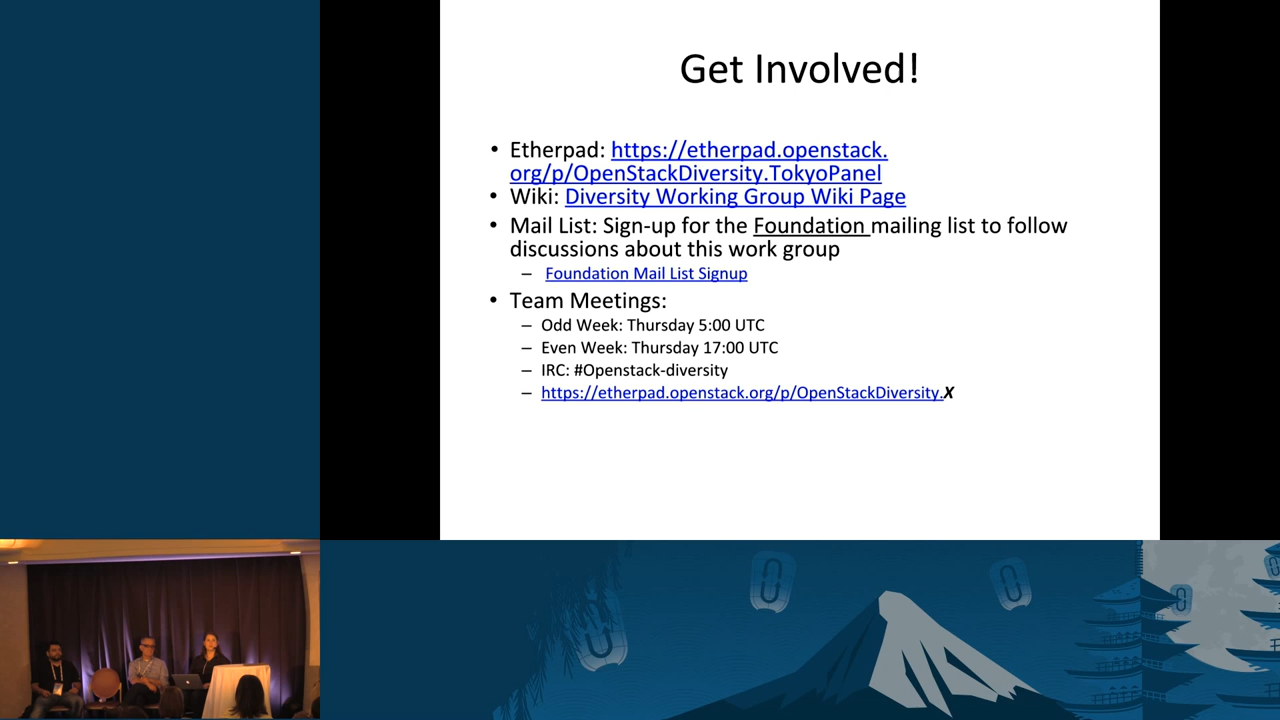 Get Involved!
• Etherpad: https://etherpad.openstack.
org/p/OpenStackDiversity.TokyoPanel
• Wiki: Diversity Working Group Wiki Page
• Mail List: Sign-up for the Foundation mailing list to follow
discussions about this work group
– Foundation Mail List Signup
• Team Meetings:
– Odd Week: Thursday 5:00 UTC
– Even Week: Thursday 17:00 UTC
– IRC: #Openstack-diversity
– https://etherpad.openstack.org/p/OpenStackDiversity.X